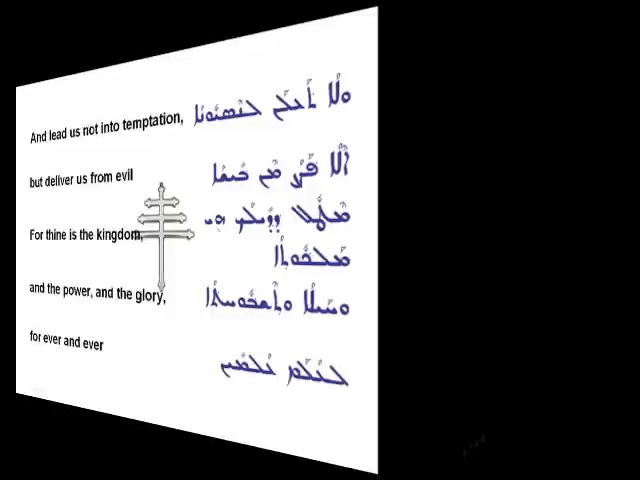 And lead us not into temptation,
ܘܠܐ ܬܥܠܢ ܠܢܣܝܘܢܐ
but deliver us from evil
ܐܠܐ ܦܨܢ ܡܢ ܒܝܫܐ
For thine is the kingdom,
ܡܛܠ ܕܕܝܠܟ ܗܝ
ܡܠܟܘܬܐ
and the power, and the glory,
ܘܚܝܠܐ ܘܬܫܒܘܚܬܐ
for ever and ever
ܠܥܠܡ ܥܠܡܝܢ